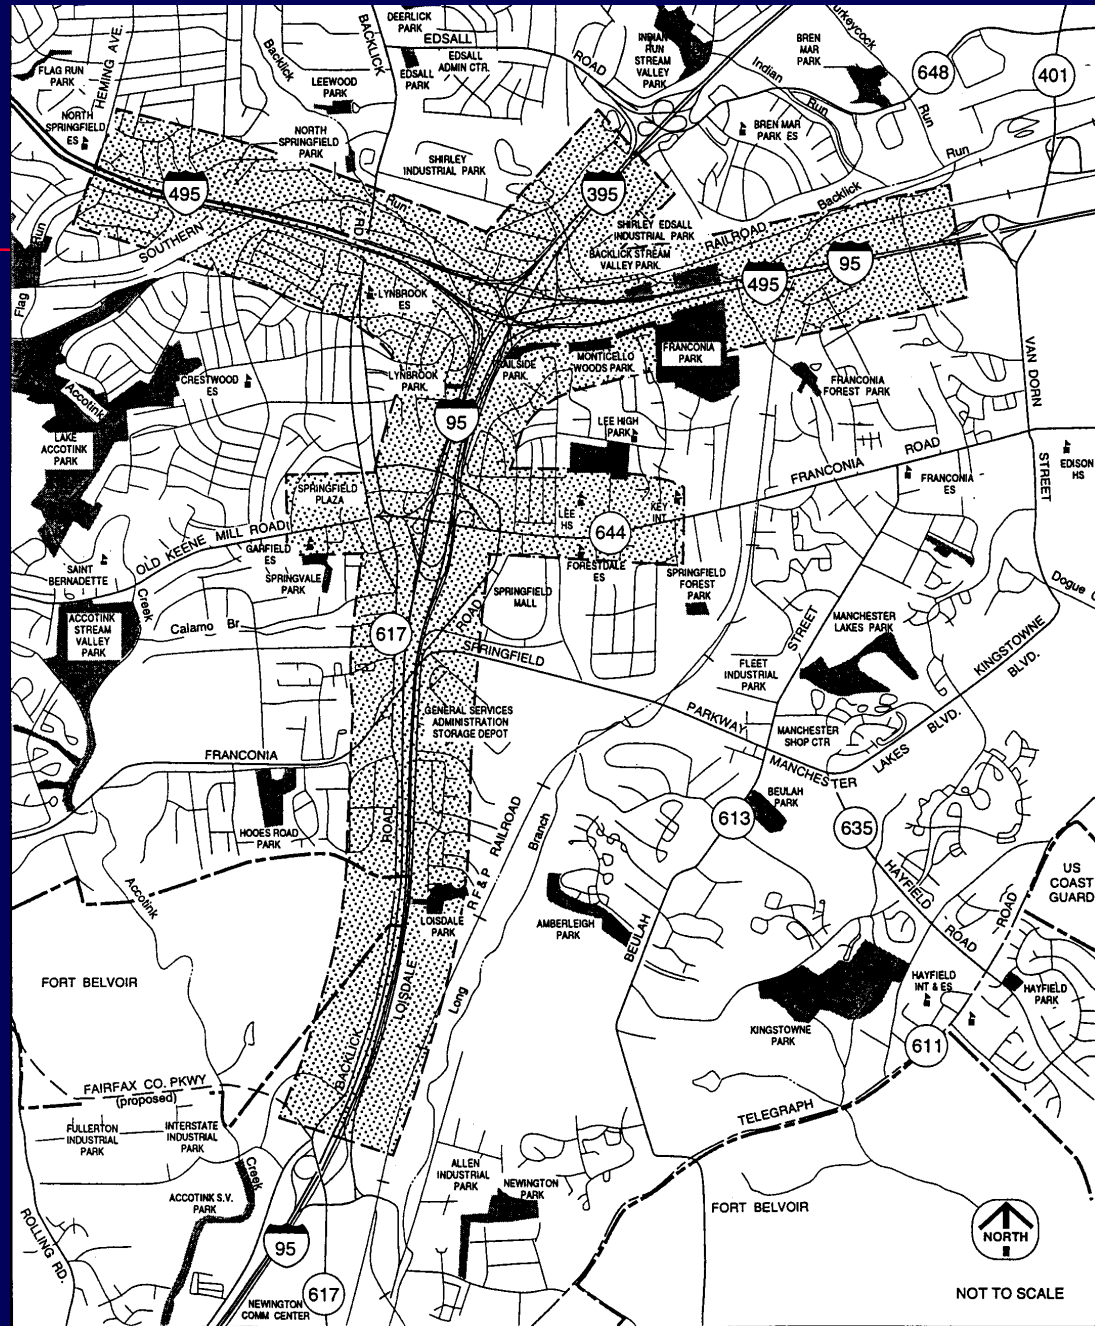 DEERLICK
PARK
EDSALL
ROAD
EDSALL
ADMIN CTR.
EDSALL
PARK
BACKLICK
Backlick
HEMING AVE.
FLAG RUN
PARK
LEEWOOD
PARK
NORTH
SPRINGFIELD
ES
NORTH
SPRINGFIELD
PARK
SHIRLEY
INDUSTRIAL PARK
INDIAN
RUN
STREAM
VALLEY
PARK
BREN
MAR
PARK
Indian
Run
Run
648
401
BREN MAR
PARK ES
Run
Backlick
495
395
Run
RD
SOUTHERN
SHIRLEY EDSALL
INDUSTRIAL PARK
BACKLICK STREAM
VALLEY PARK
95
495
Run
Flag
LYNBROOK
ES
LYNBROOK
PARK
MONTICELLO
WOODS PARK
FRANCONIA
PARK
CRESTWOOD
ES
Accotink
LAKE
ACCOTINK
PARK
95
LEE HIGH
PARK
FRANCONIA
FOREST PARK
VAN DORN
STREET
EDISON
HS
FRANCONIA
ROAD
FRANCONIA
ES
SPRINGFIELD
PLAZA
LEE
HS
KEY
INT
644
OLD KEENE MILL ROAD
GARFIELD
ES
SPRINGVALE
PARK
SAINT
BERNADETTE
FORESTDALE
ES
SPRINGFIELD
FOREST
PARK
SPRINGFIELD
MALL
ACCOTINK
STREAM
VALLEY
PARK
Creek
Calamo Br
617
ROAD
SPRINGFIELD
PARKWAY
STREET
MANCHESTER
LAKES PARK
KINGSTOWNE
BLVD.
FLEET
INDUSTRIAL
PARK
GENERAL SERVICES
ADMINISTRATION
STORAGE DEPOT
MANCHESTER
SHOP CTR
MANCHESTER
LAKES
BLVD.
FRANCONIA
HOOES ROAD
PARK
ROAD
RAILROAD
R F & P
Branch
Long
613
BEULAH
PARK
635
HAYFIELD
ROAD
ROAD
US
COAST
GUARD
Accotink
LOISDALE
PARK
AMBERLEIGH
PARK
BEULAH
FORT BELVOIR
LOISDALE
BACKLICK
KINGSTOWNE
PARK
HAYFIELD
INT & ES
HAYFIELD
PARK
611
FAIRFAX CO. PKWY
(proposed)
TELEGRAPH
FULLERTON
INDUSTRIAL
PARK
INTERSTATE
INDUSTRIAL
PARK
Creek
ACCOTINK S.V.
PARK
ALLEN
INDUSTRIAL
PARK
NEWINGTON
PARK
FORT BELVOIR
ROLLING RD.
95
617
NEWINGTON
COMM CENTER
NORTH
NOT TO SCALE